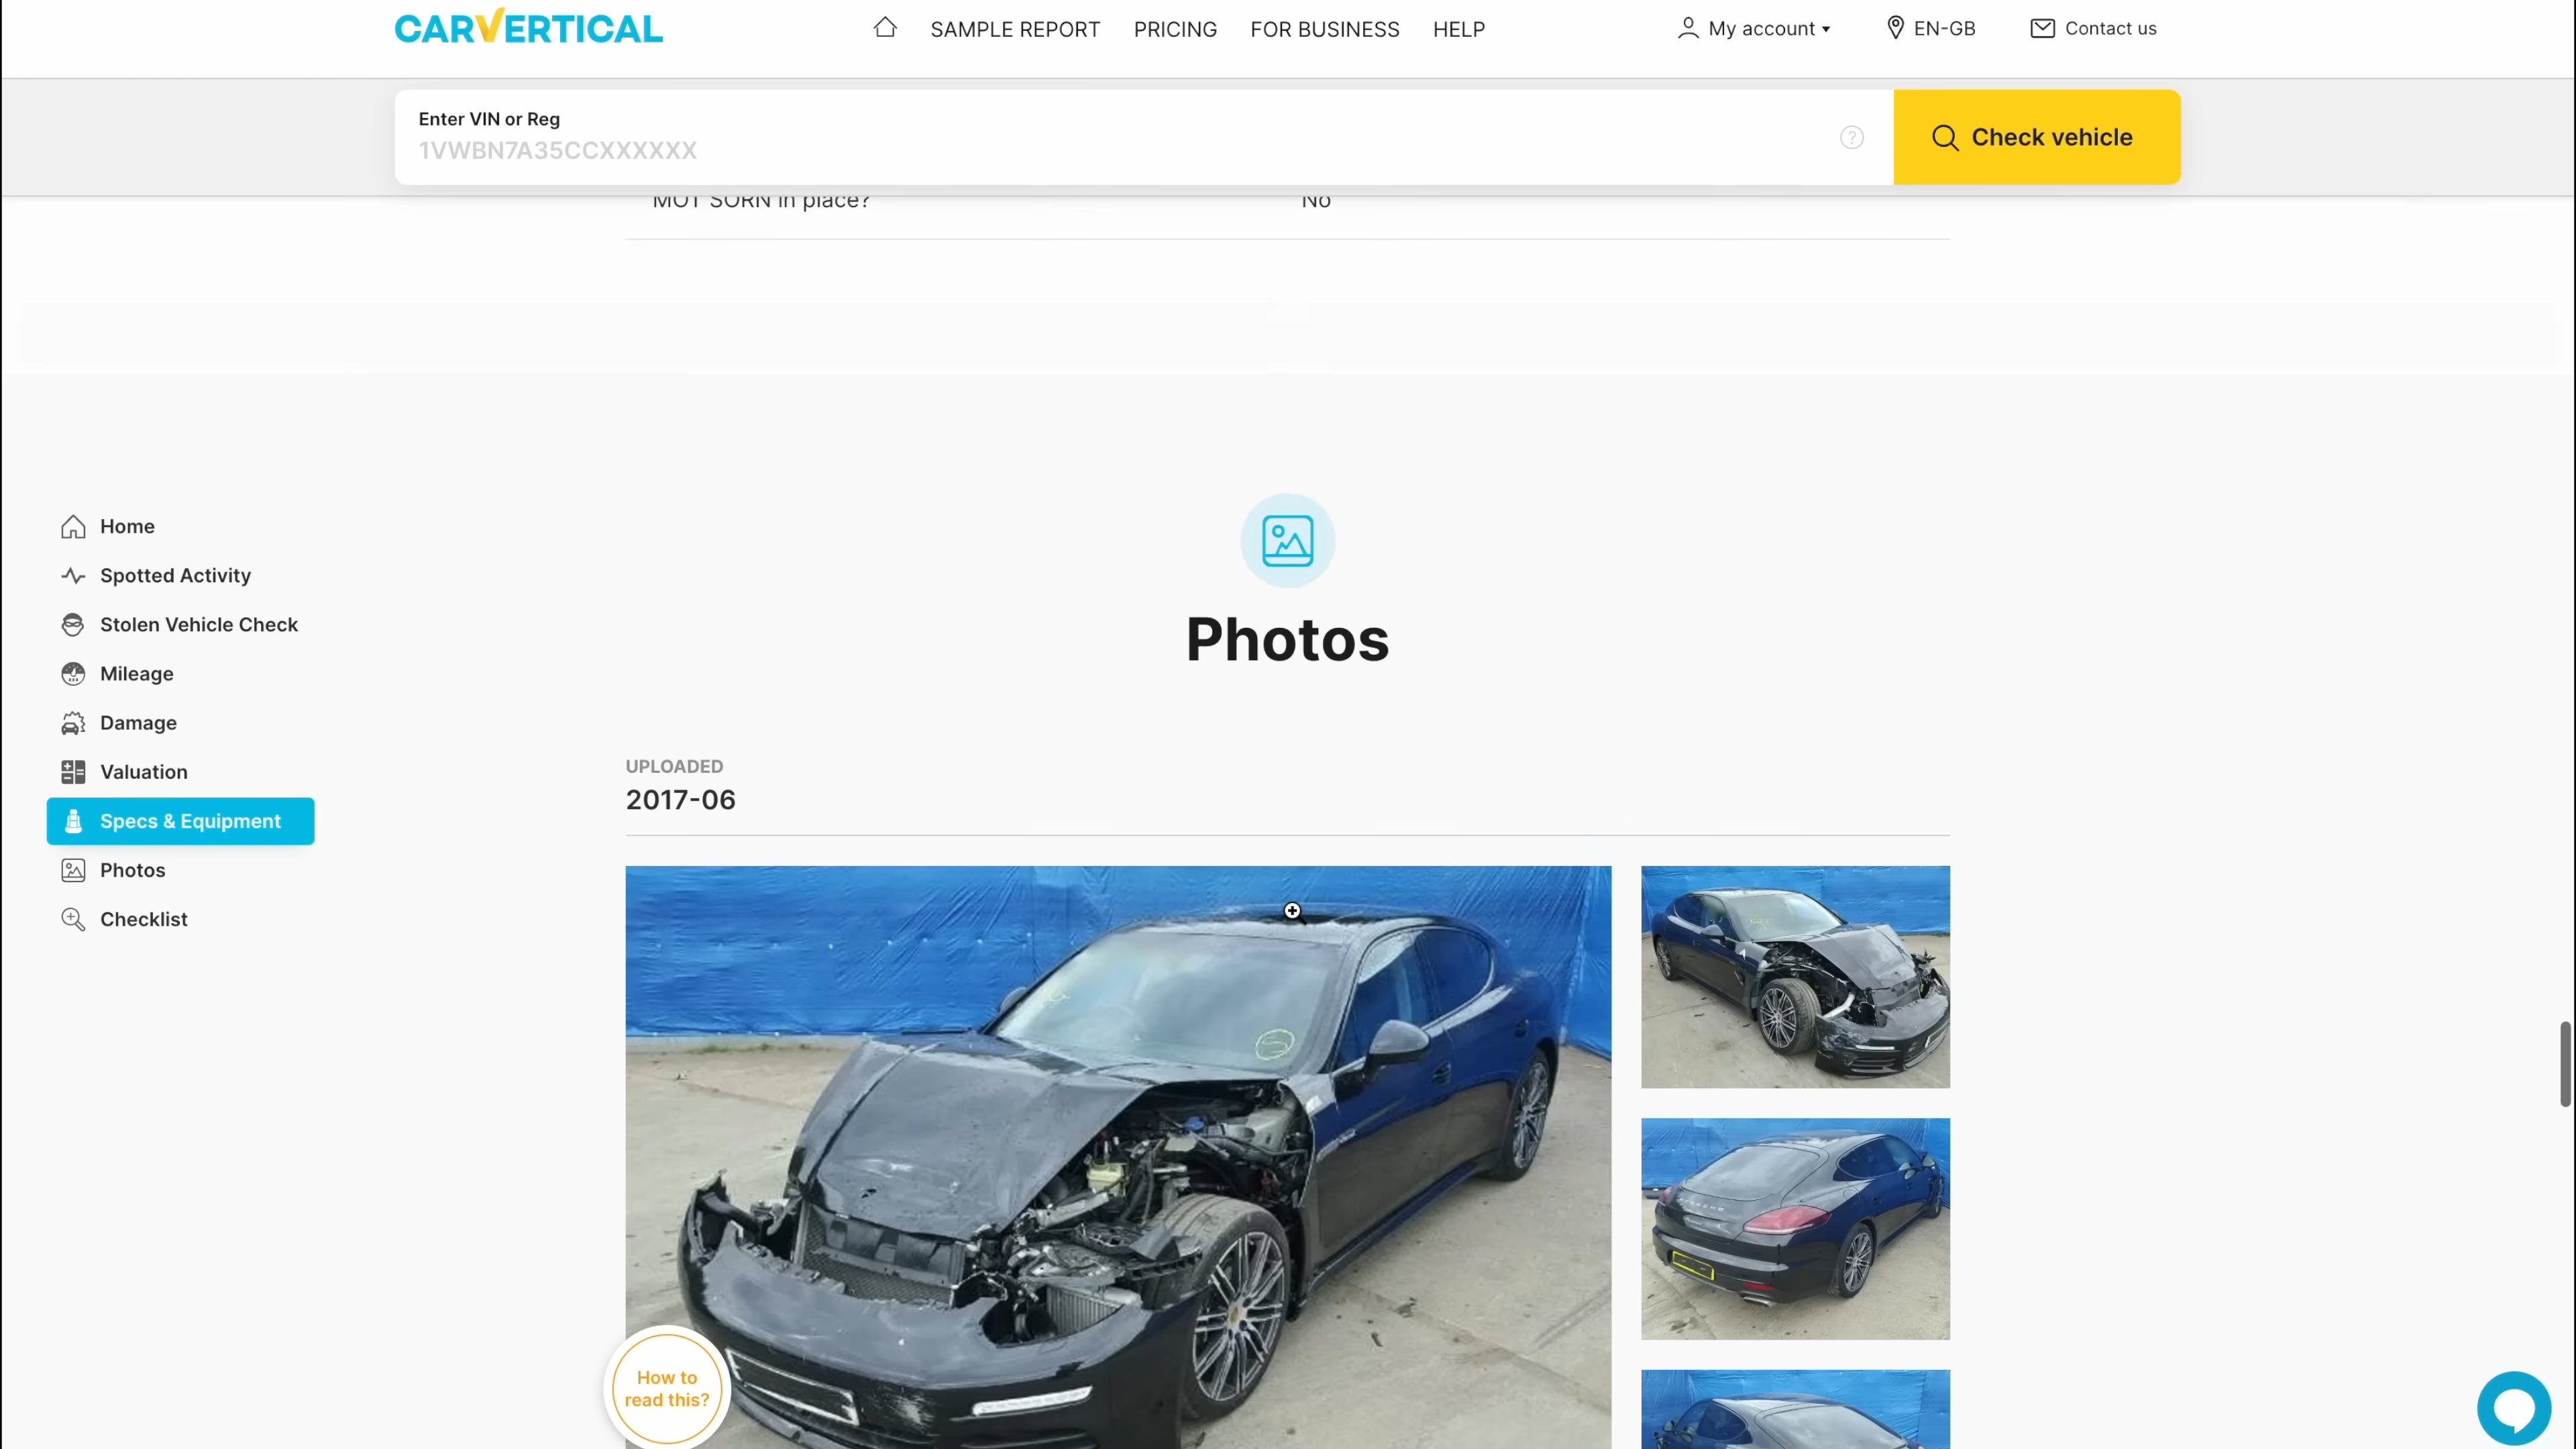 CARVERTICAL
SAMPLE REPORT
PRICING
FOR BUSINESS
HELP
My account
EN-GB
Contact us
Enter VIN or Reg
1VWBN7A35CCXXXXXX
?
Check vehicle
MOT SORN in place?
No
Home
Spotted Activity
Stolen Vehicle Check
Mileage
Damage
Valuation
Specs & Equipment
Photos
Checklist
Photos
UPLOADED
2017-06
PORSCHE
How to
read this?